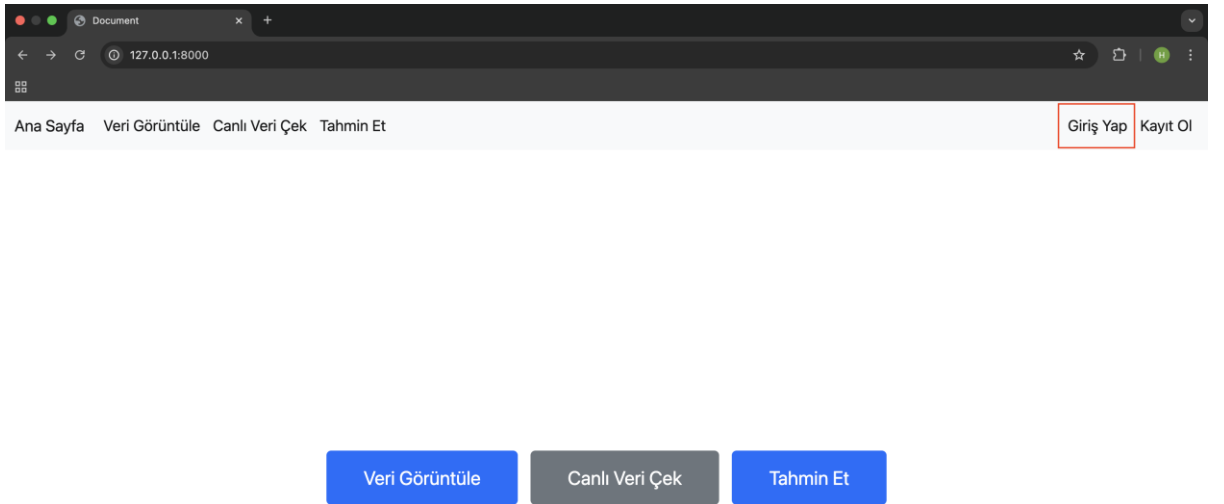 Document
127.0.0.1:8000
H
Ana Sayfa Veri Görüntüle Canlı Veri Çek Tahmin Et Giriş Yap Kayıt Ol
Veri Görüntüle Canlı Veri Çek Tahmin Et